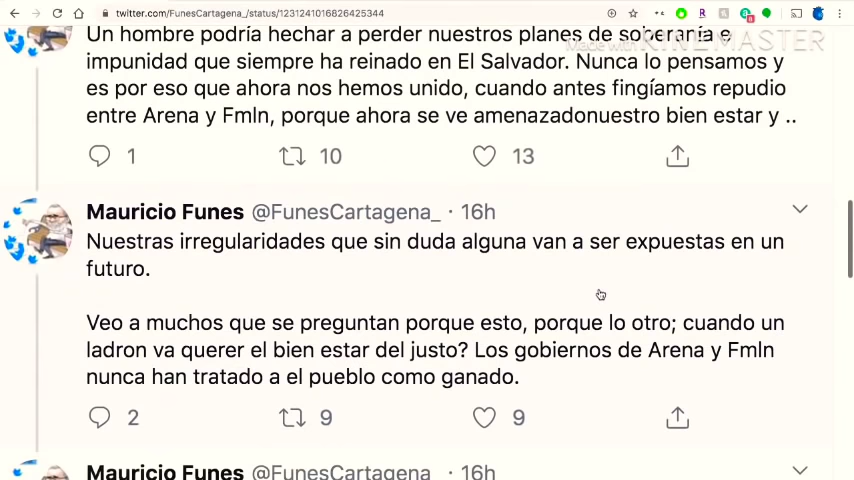 twitter.com/FunesCartagena_/status/1231241016826425344
Un hombre podría hechar a perder nuestros planes de soberanía e
Made with KINEMASTER
impunidad que siempre ha reinado en El Salvador. Nunca lo pensamos y
es por eso que ahora nos hemos unido, cuando antes fingíamos repudio
entre Arena y Fmln, porque ahora se ve amenazadonuestro bien estar y ..
1 10 13
Mauricio Funes @FunesCartagena_ · 16h
Nuestras irregularidades que sin duda alguna van a ser expuestas en un
futuro.
Veo a muchos que se preguntan porque esto, porque lo otro; cuando un
ladron va querer el bien estar del justo? Los gobiernos de Arena y Fmln
nunca han tratado a el pueblo como ganado.
2 9 9
Mauricio Funes @FunesCartagena_ · 16h